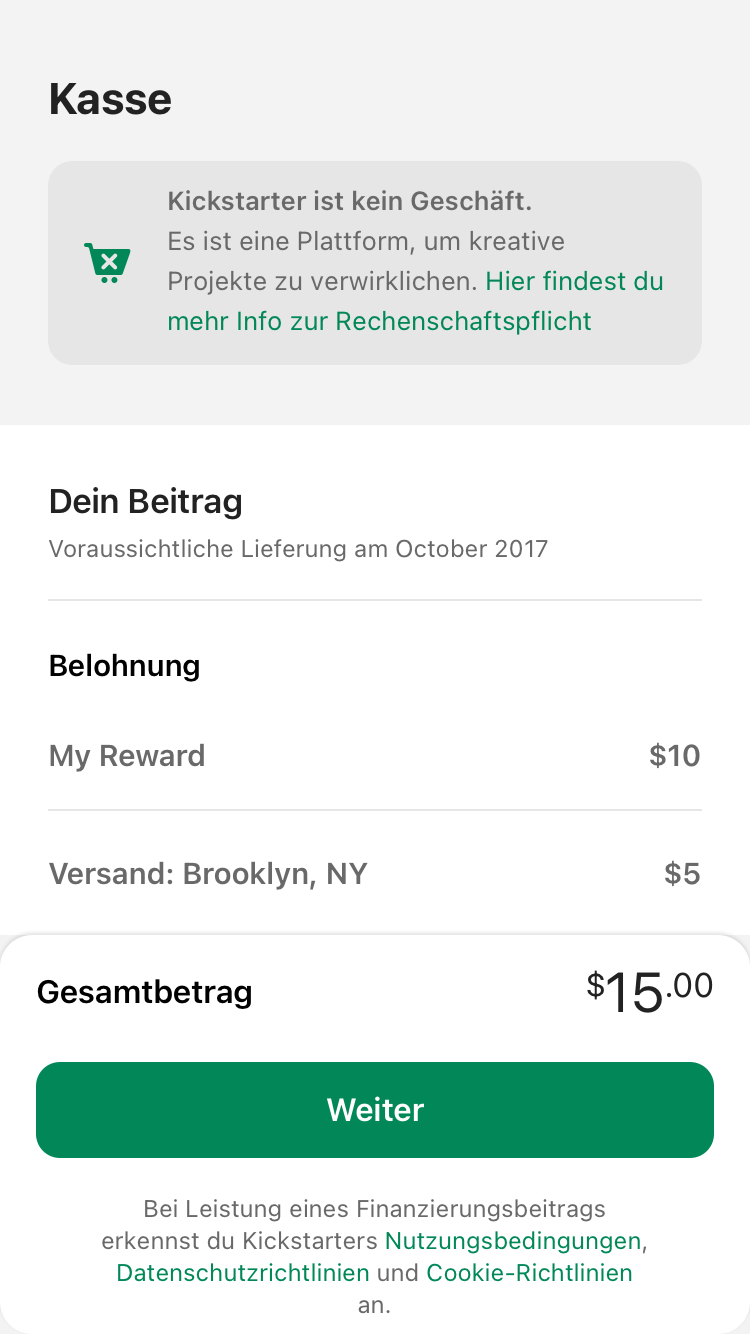 Kasse
Kickstarter ist kein Geschäft.
Es ist eine Plattform, um kreative
Projekte zu verwirklichen. Hier findest du
mehr Info zur Rechenschaftspflicht
Dein Beitrag
Voraussichtliche Lieferung am October 2017
Belohnung
My Reward $10
Versand: Brooklyn, NY $5
Gesamtbetrag $15.00
Weiter
Bei Leistung eines Finanzierungsbeitrags
erkennst du Kickstarters Nutzungsbedingungen,
Datenschutzrichtlinien und Cookie-Richtlinien
an.